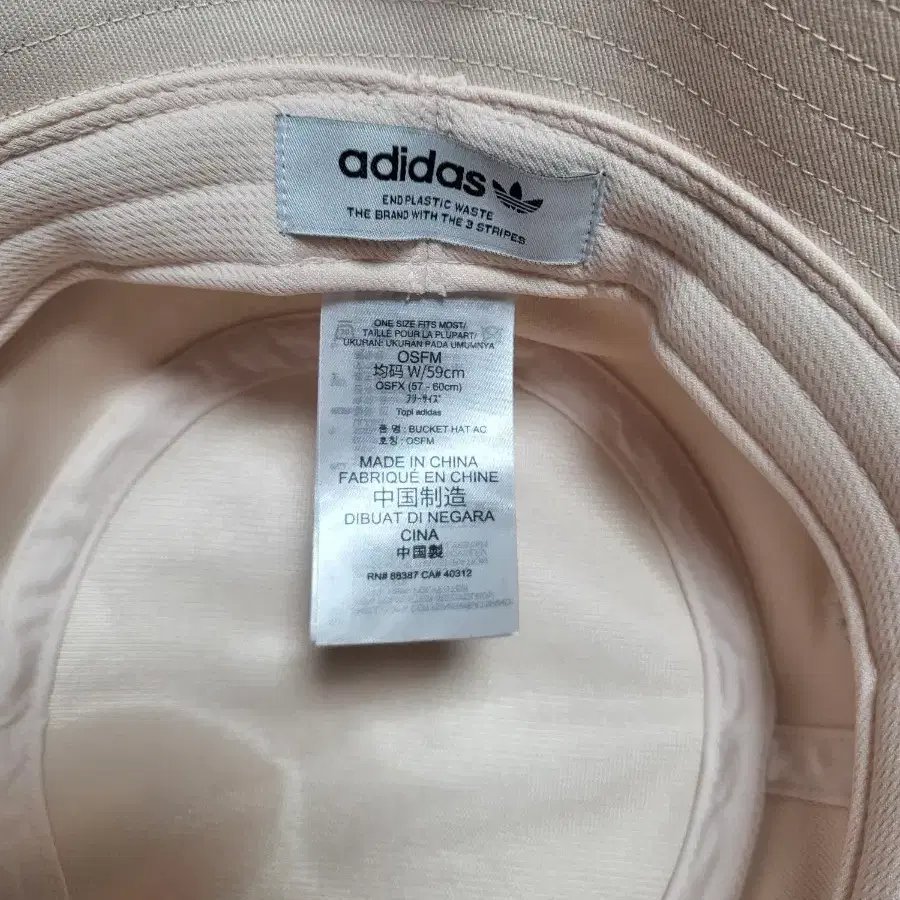 adidas
END PLASTIC WASTE
THE BRAND WITH THE 3 STRIPES
ONE SIZE FITS MOST/
TAILLE POUR LA PLUPART/
UKURAN: UKURAN PADA UMUMNYA
OSFM
均码 W/59cm
OSFX (57 - 60cm)
フリーサイズ
Topi adidas
품 명 : BUCKET HAT AC
호칭 : OSFM
MADE IN CHINA
FABRIQUÉ EN CHINE
中国制造
DIBUAT DI NEGARA
CINA
中国製
RN# 88387 CA# 40312